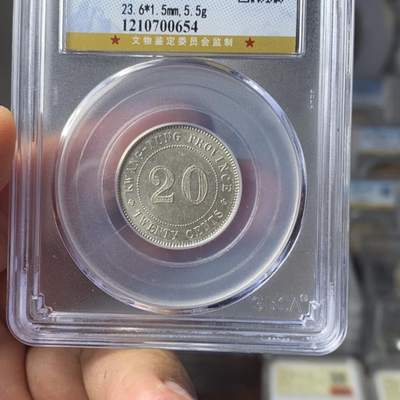 23.6*1.5mm,5.5g
1210700654
★ 文物鉴定委员会监制 ★
KWANG-TUNG PROVINCE
20
TWENTY CENTS